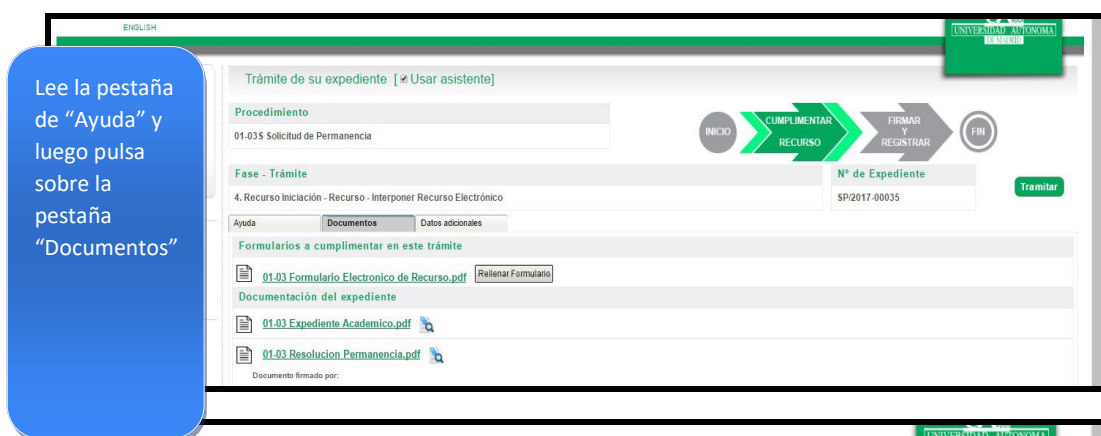 ENGLISH
UNIVERSIDAD AUTONOMA
DE MADRID
Lee la pestaña
de “Ayuda” y
luego pulsa
sobre la
pestaña
“Documentos”
Trámite de su expediente [ Usar asistente]
Procedimiento
01-03S Solicitud de Permanencia
INICIO
CUMPLIMENTAR
RECURSO
FIRMAR
Y
REGISTRAR
FIN
Fase - Trámite
Nº de Expediente
4. Recurso Iniciación - Recurso - Interponer Recurso Electrónico
SP/2017-00035
Tramitar
Ayuda
Documentos
Datos adicionales
Formularios a cumplimentar en este trámite
01-03 Formulario Electronico de Recurso.pdf
Rellenar Formulario
Documentación del expediente
01-03 Expediente Academico.pdf
01-03 Resolucion Permanencia.pdf
Documento firmado por:
UNIVERSIDAD AUTONOMA